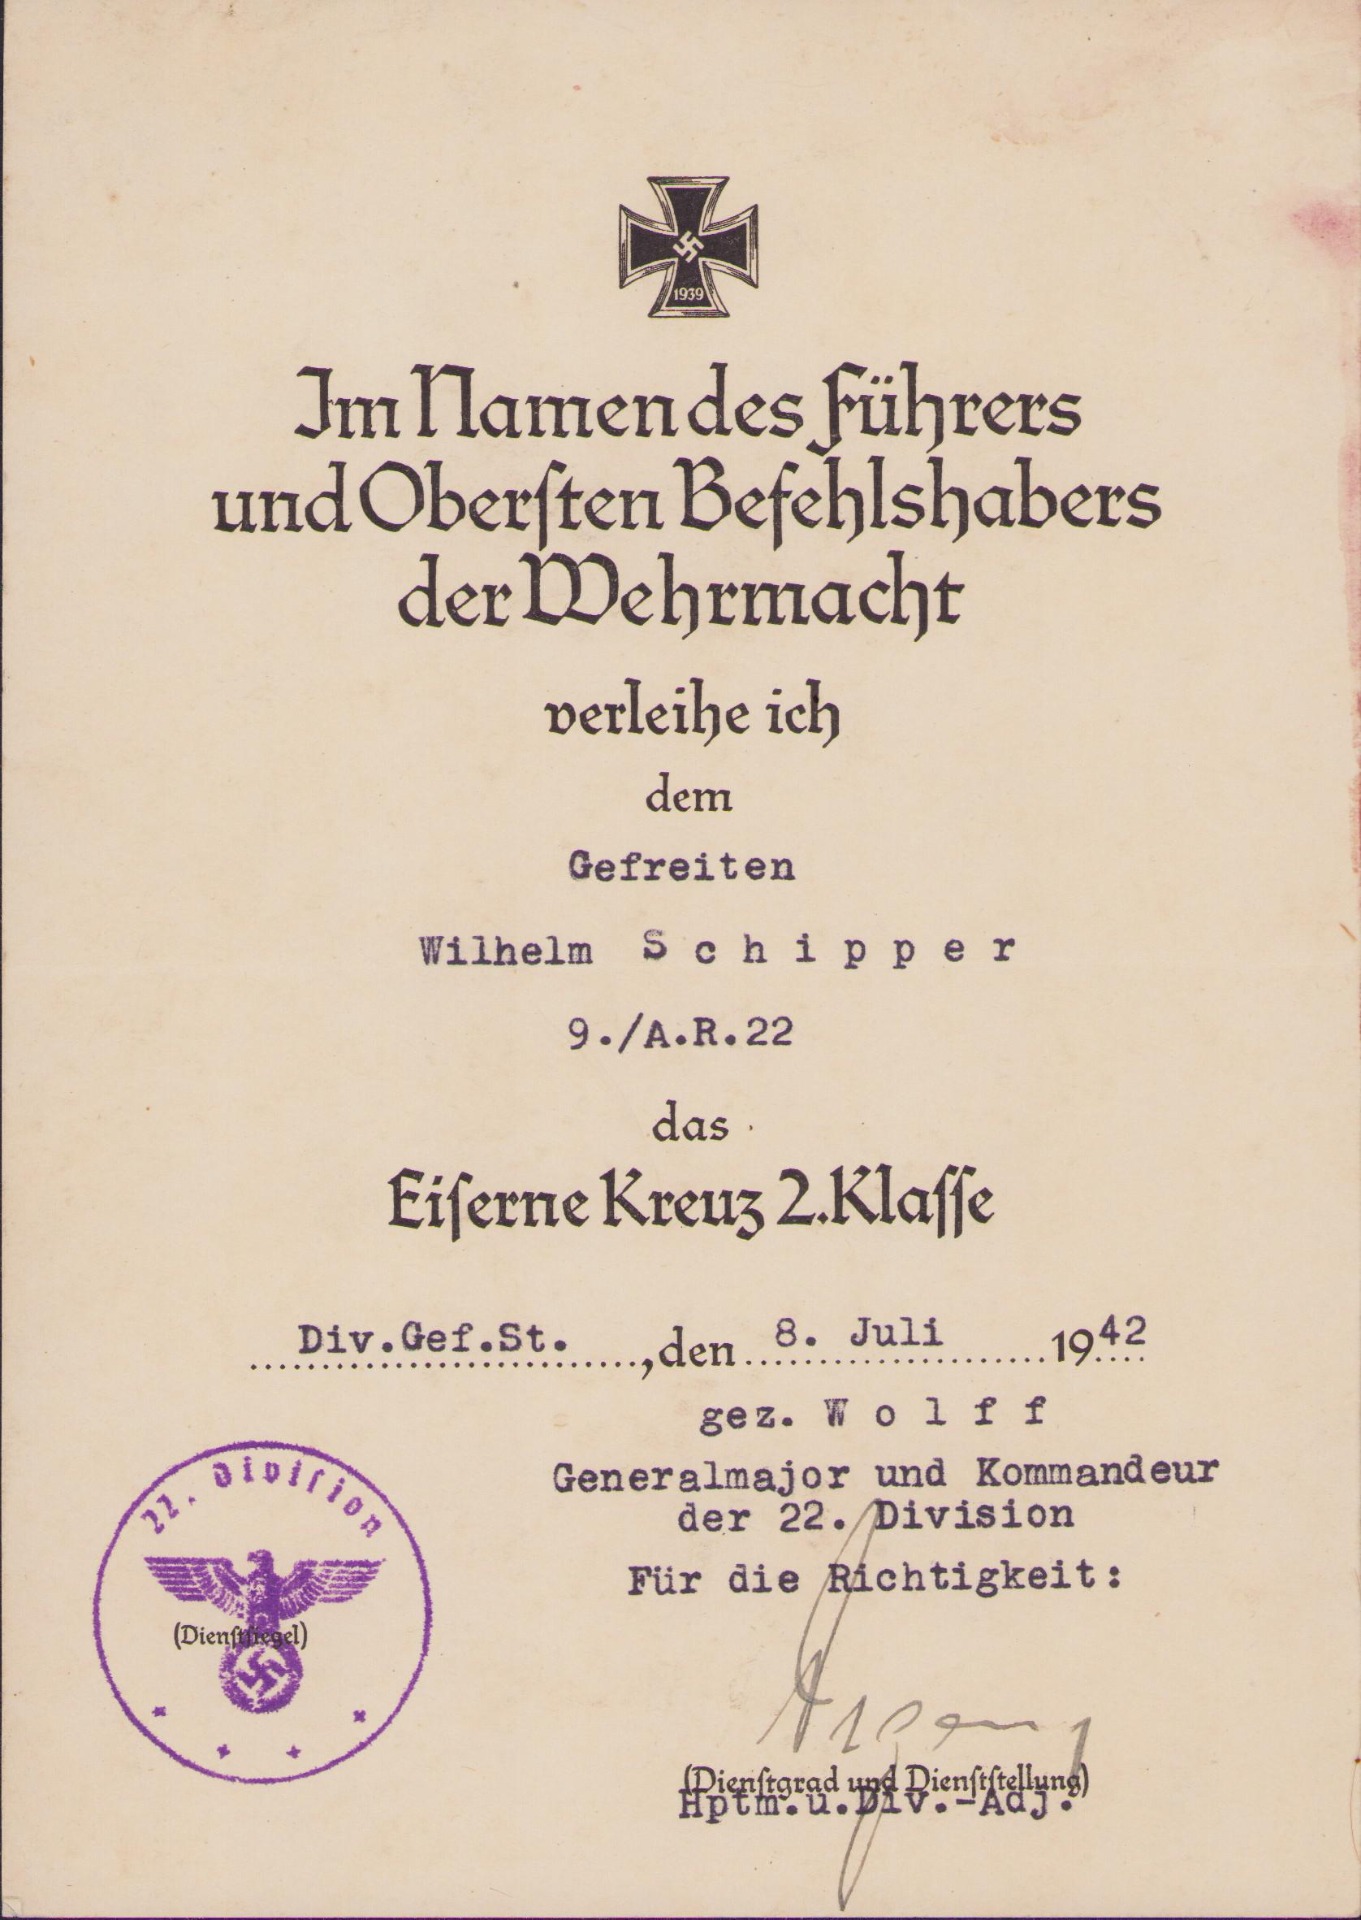 1939
Im Namen des Führers
und Oberſten Befehlshabers
der Wehrmacht
verleihe ich
dem
Gefreiten
Wilhelm S c h i p p e r
9./A.R.22
das
Eiſerne Kreuz 2. Klaſſe
Div.Gef.St. , den 8. Juli 1942
gez. W o l f f
Generalmajor und Kommandeur
der 22. Division
Für die Richtigkeit:
22. Diviſion
(Dienſtſiegel)
(Dienſtgrad und Dienſtſtellung)
Hptm.u.Div.-Adj.